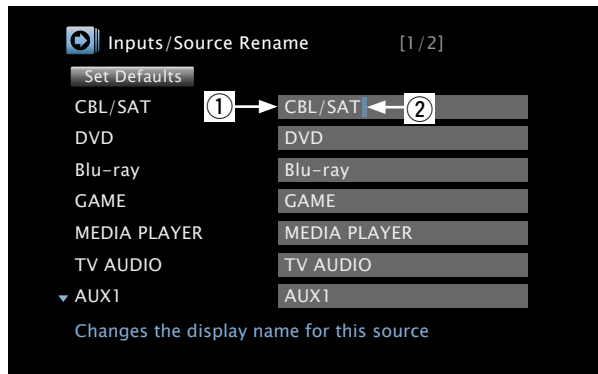 Inputs/Source Rename [1/2]
Set Defaults
CBL/SAT ① CBL/SAT ②
DVD DVD
Blu-ray Blu-ray
GAME GAME
MEDIA PLAYER MEDIA PLAYER
TV AUDIO TV AUDIO
AUX1 AUX1
Changes the display name for this source